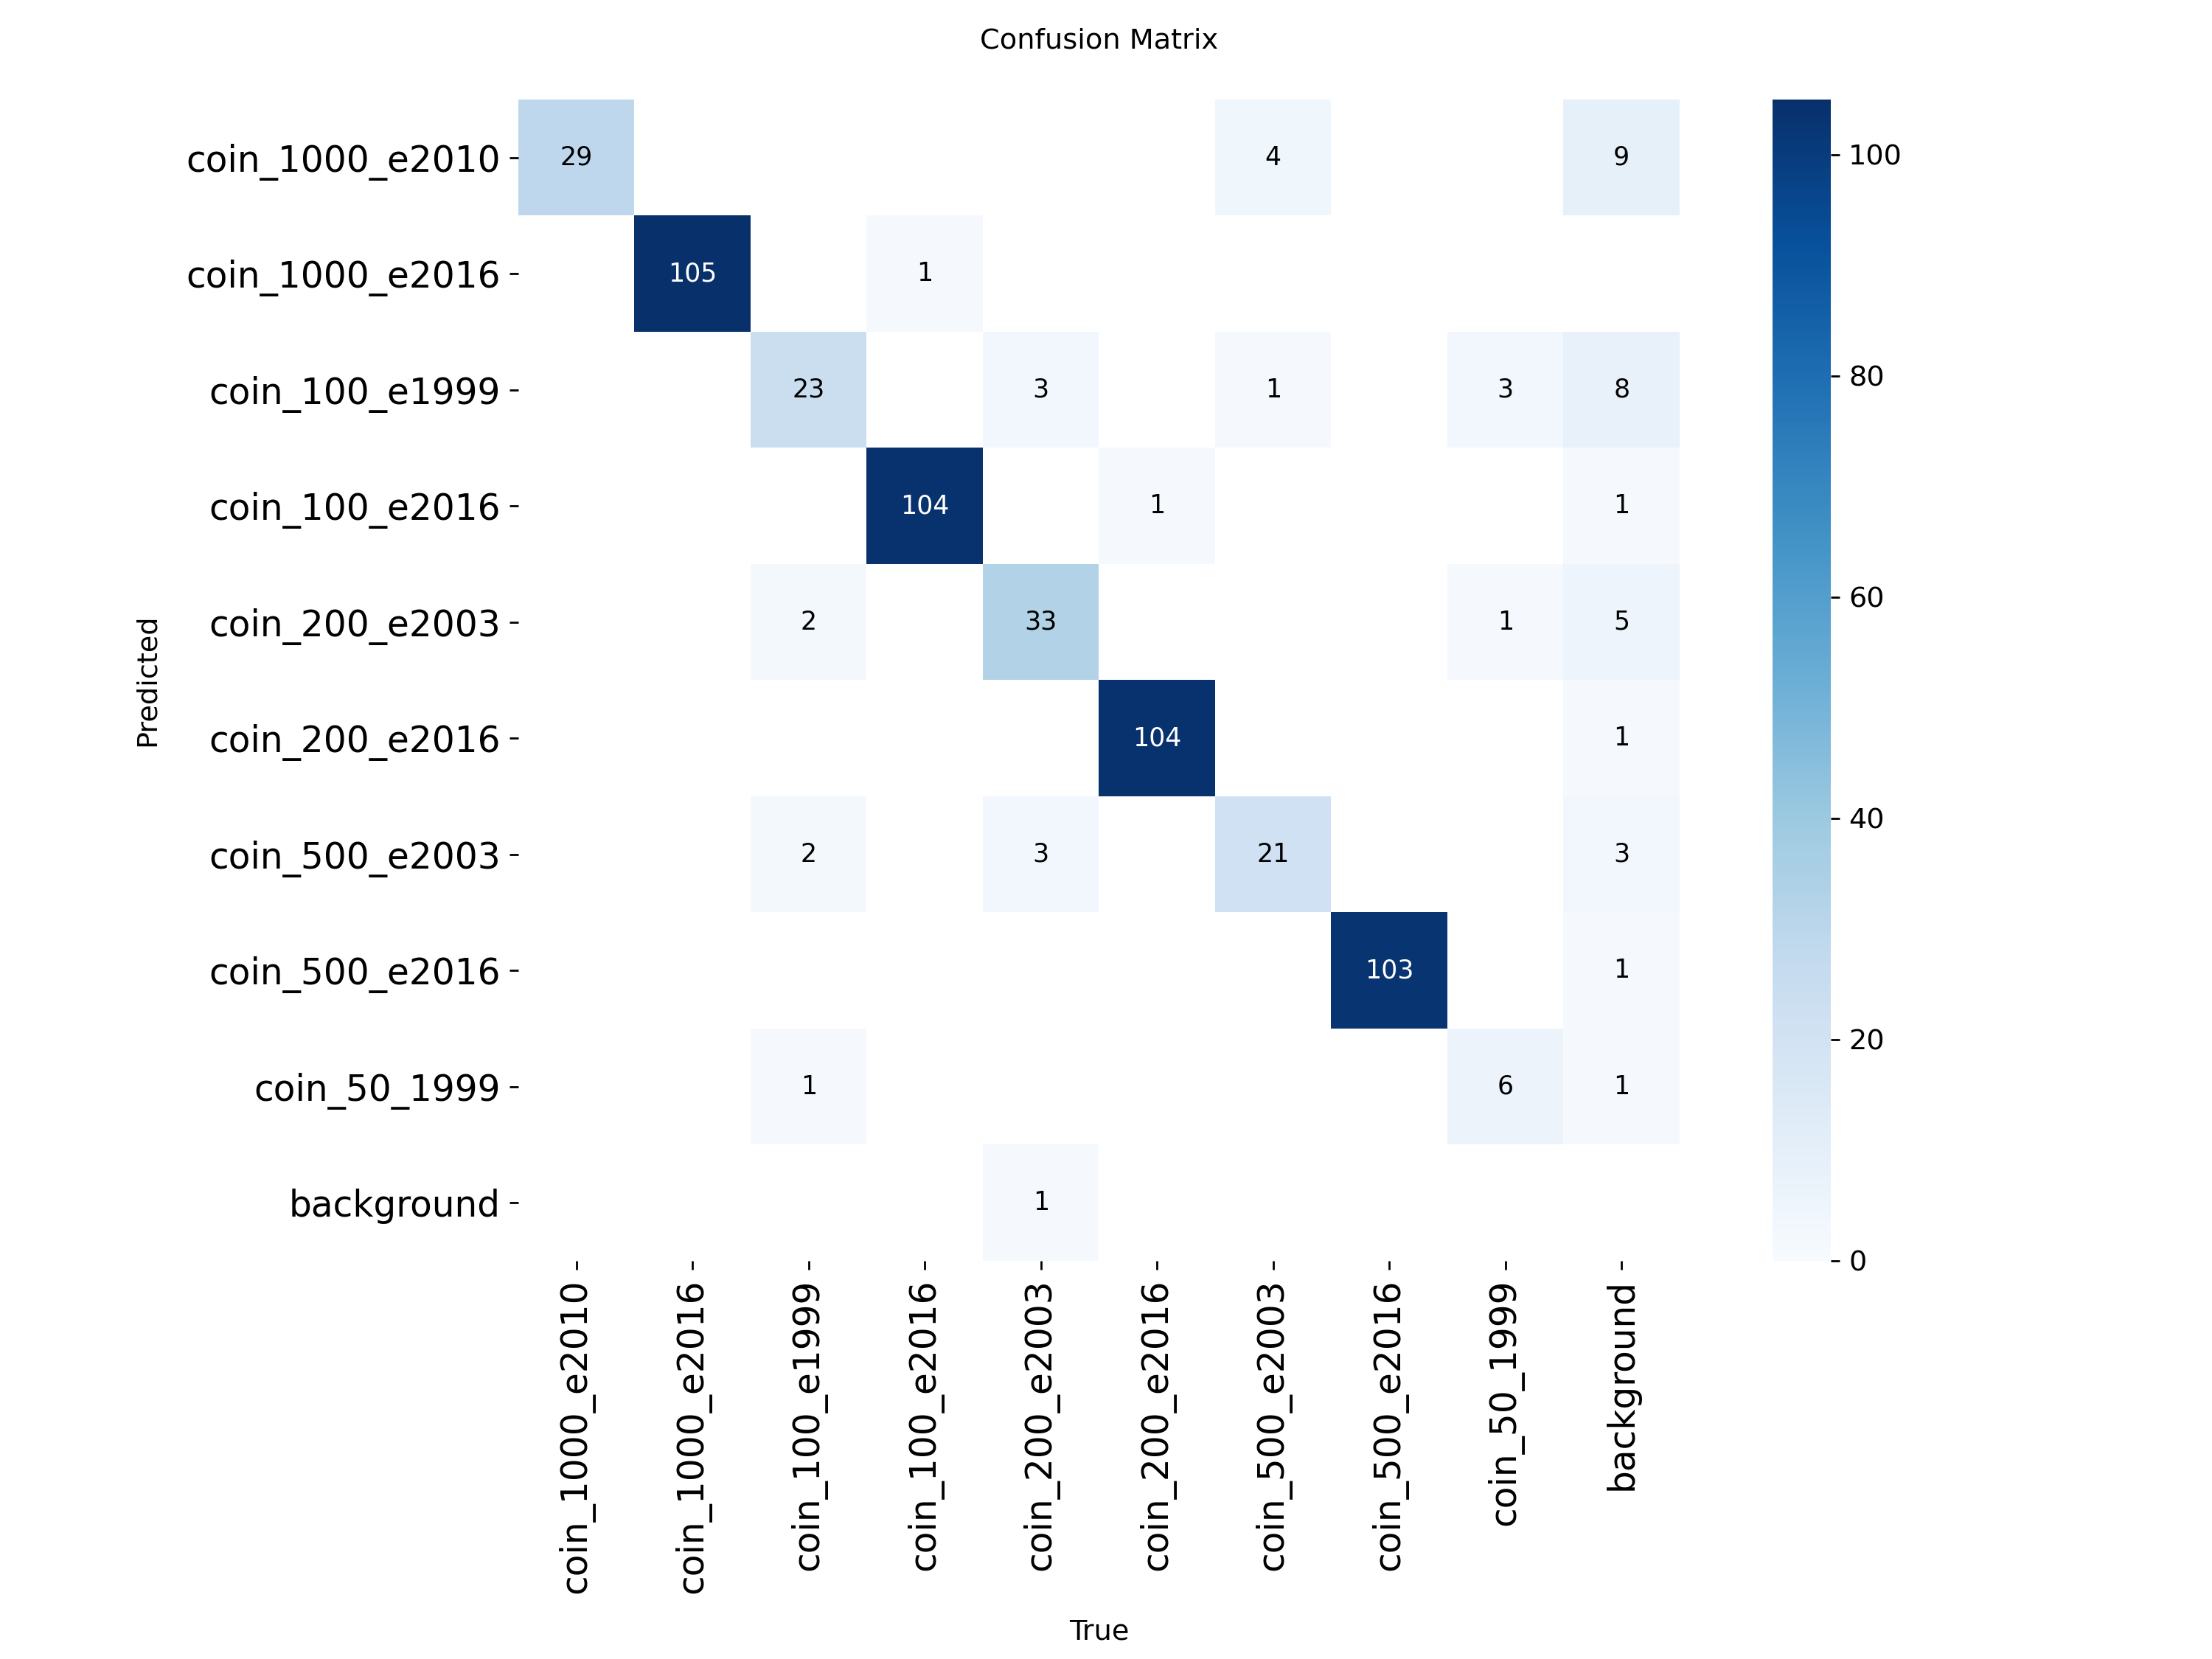 Confusion Matrix
coin_1000_e2010 29 4 9
coin_1000_e2016 105 1
coin_100_e1999 23 3 1 3 8
coin_100_e2016 104 1 1
coin_200_e2003 2 33 1 5
coin_200_e2016 104 1
coin_500_e2003 2 3 21 3
coin_500_e2016 103 1
coin_50_1999 1 6 1
background 1
Predicted
coin_1000_e2010
coin_1000_e2016
coin_100_e1999
coin_100_e2016
coin_200_e2003
coin_200_e2016
coin_500_e2003
coin_500_e2016
coin_50_1999
background
True
100
80
60
40
20
0